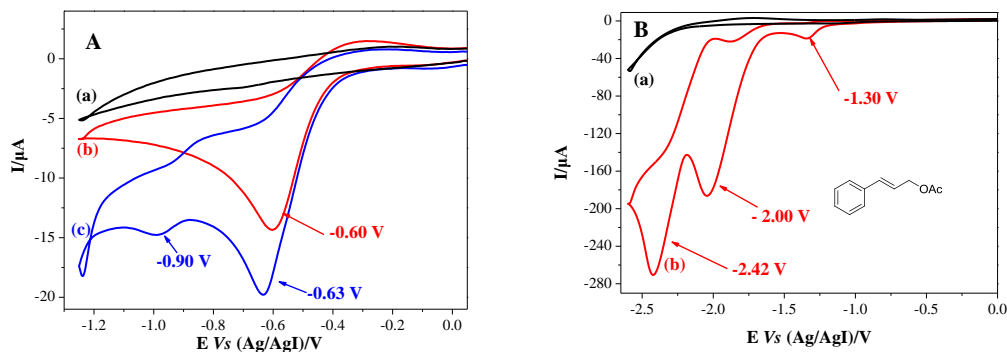 A
I/µA
0
-5
-10
-15
-20
(a)
(b)
(c)
-0.60 V
-0.90 V
-0.63 V
-1.2
-1.0
-0.8
-0.6
-0.4
-0.2
0.0
E Vs (Ag/AgI)/V
B
I/µA
0
-40
-80
-120
-160
-200
-240
-280
(a)
-1.30 V
OAc
- 2.00 V
-2.42 V
(b)
-2.5
-2.0
-1.5
-1.0
-0.5
0.0
E Vs (Ag/AgI)/V